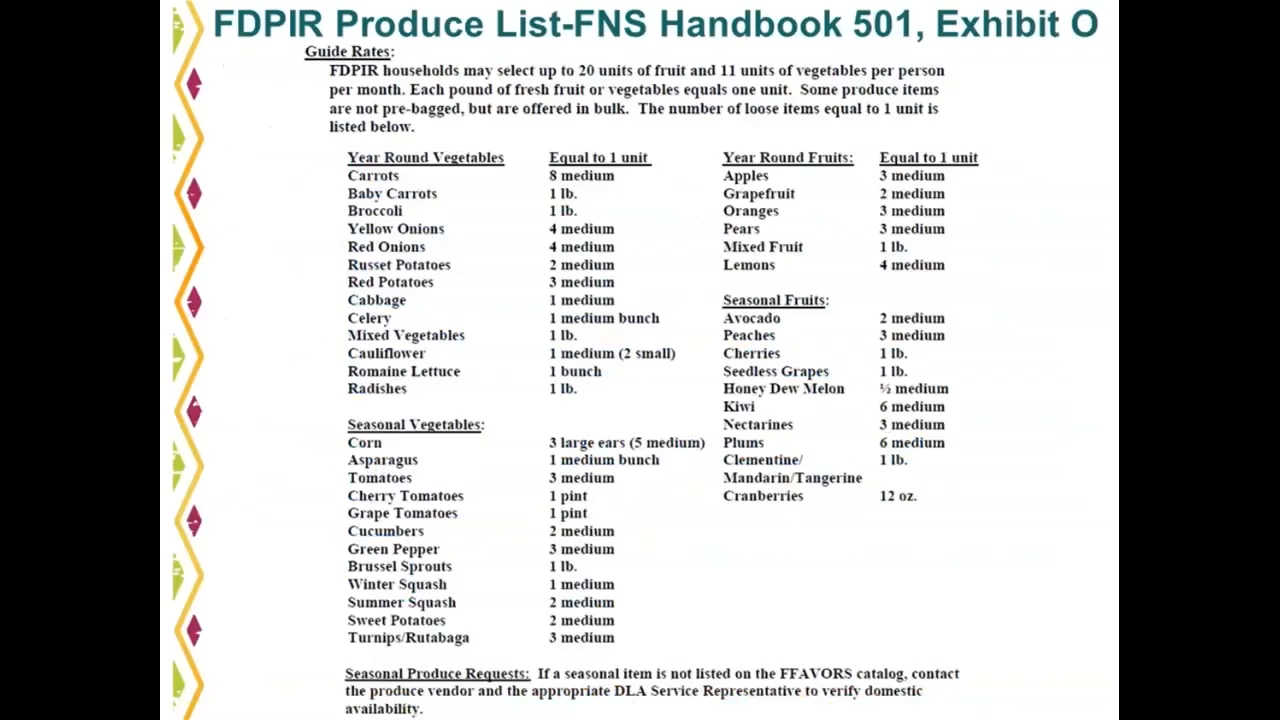 FDPIR Produce List-FNS Handbook 501, Exhibit O
Guide Rates:
FDPIR households may select up to 20 units of fruit and 11 units of vegetables per person
per month. Each pound of fresh fruit or vegetables equals one unit. Some produce items
are not pre-bagged, but are offered in bulk. The number of loose items equal to 1 unit is
listed below.
Year Round Vegetables Equal to 1 unit
Carrots 8 medium
Baby Carrots 1 lb.
Broccoli 1 lb.
Yellow Onions 4 medium
Red Onions 4 medium
Russet Potatoes 2 medium
Red Potatoes 3 medium
Cabbage 1 medium
Celery 1 medium bunch
Mixed Vegetables 1 lb.
Cauliflower 1 medium (2 small)
Romaine Lettuce 1 bunch
Radishes 1 lb.
Seasonal Vegetables:
Corn 3 large ears (5 medium)
Asparagus 1 medium bunch
Tomatoes 3 medium
Cherry Tomatoes 1 pint
Grape Tomatoes 1 pint
Cucumbers 2 medium
Green Pepper 3 medium
Brussel Sprouts 1 lb.
Winter Squash 1 medium
Summer Squash 2 medium
Sweet Potatoes 2 medium
Turnips/Rutabaga 3 medium
Year Round Fruits: Equal to 1 unit
Apples 3 medium
Grapefruit 2 medium
Oranges 3 medium
Pears 3 medium
Mixed Fruit 1 lb.
Lemons 4 medium
Seasonal Fruits:
Avocado 2 medium
Peaches 3 medium
Cherries 1 lb.
Seedless Grapes 1 lb.
Honey Dew Melon ½ medium
Kiwi 6 medium
Nectarines 3 medium
Plums 6 medium
Clementine/ 1 lb.
Mandarin/Tangerine
Cranberries 12 oz.
Seasonal Produce Requests: If a seasonal item is not listed on the FFAVORS catalog, contact
the produce vendor and the appropriate DLA Service Representative to verify domestic
availability.